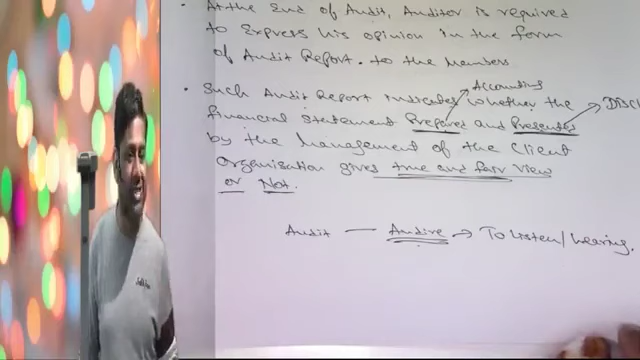 • At the End of Audit, Auditor is required
to Express his opinion in the form
of Audit Report. to the members.
Accounting
• Such Audit Report indicates whether the
financial statement Prepared and Presented
by the management of the client
Organisation gives true and fair view
or Not.
Audit — Audire → To Listen/hearing.